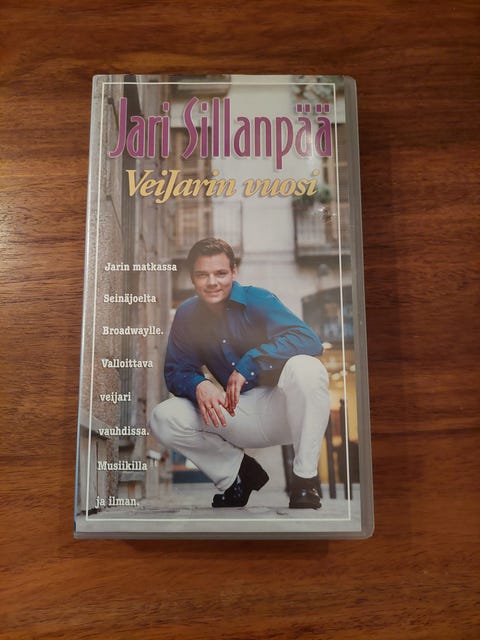 Jari Sillanpää
VeiJarin vuosi
Jarin matkassa
Seinäjoelta
Broadwaylle.
Valloittava
veijari
vauhdissa.
Musiikilla
ja ilman.